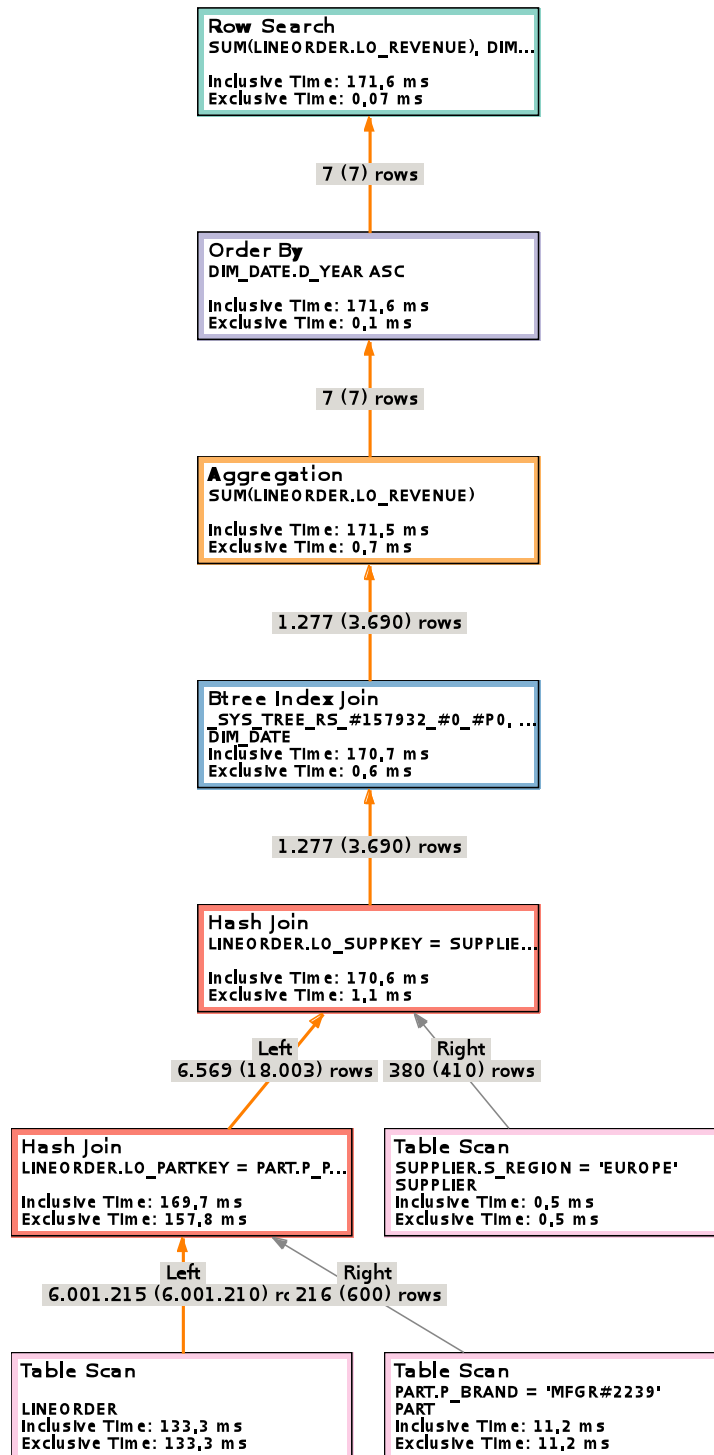 Row Search
SUM(LINEORDER.LO_REVENUE), DIM...
Inclusive Time: 171,6 ms
Exclusive Time: 0,07 ms
7 (7) rows
Order By
DIM_DATE.D_YEAR ASC
Inclusive Time: 171,6 ms
Exclusive Time: 0,1 ms
7 (7) rows
Aggregation
SUM(LINEORDER.LO_REVENUE)
Inclusive Time: 171,5 ms
Exclusive Time: 0,7 ms
1.277 (3.690) rows
Btree Index Join
_SYS_TREE_RS_#157932_#0_#P0, ...
DIM_DATE
Inclusive Time: 170,7 ms
Exclusive Time: 0,6 ms
1.277 (3.690) rows
Hash Join
LINEORDER.LO_SUPPKEY = SUPPLIE...
Inclusive Time: 170,6 ms
Exclusive Time: 1,1 ms
Left
6.569 (18.003) rows
Right
380 (410) rows
Hash Join
LINEORDER.LO_PARTKEY = PART.P_P...
Inclusive Time: 169,7 ms
Exclusive Time: 157,8 ms
Table Scan
SUPPLIER.S_REGION = 'EUROPE'
SUPPLIER
Inclusive Time: 0,5 ms
Exclusive Time: 0,5 ms
Left
6.001.215 (6.001.210) rc
Right
216 (600) rows
Table Scan
LINEORDER
Inclusive Time: 133,3 ms
Exclusive Time: 133,3 ms
Table Scan
PART.P_BRAND = 'MFGR#2239'
PART
Inclusive Time: 11,2 ms
Exclusive Time: 11,2 ms